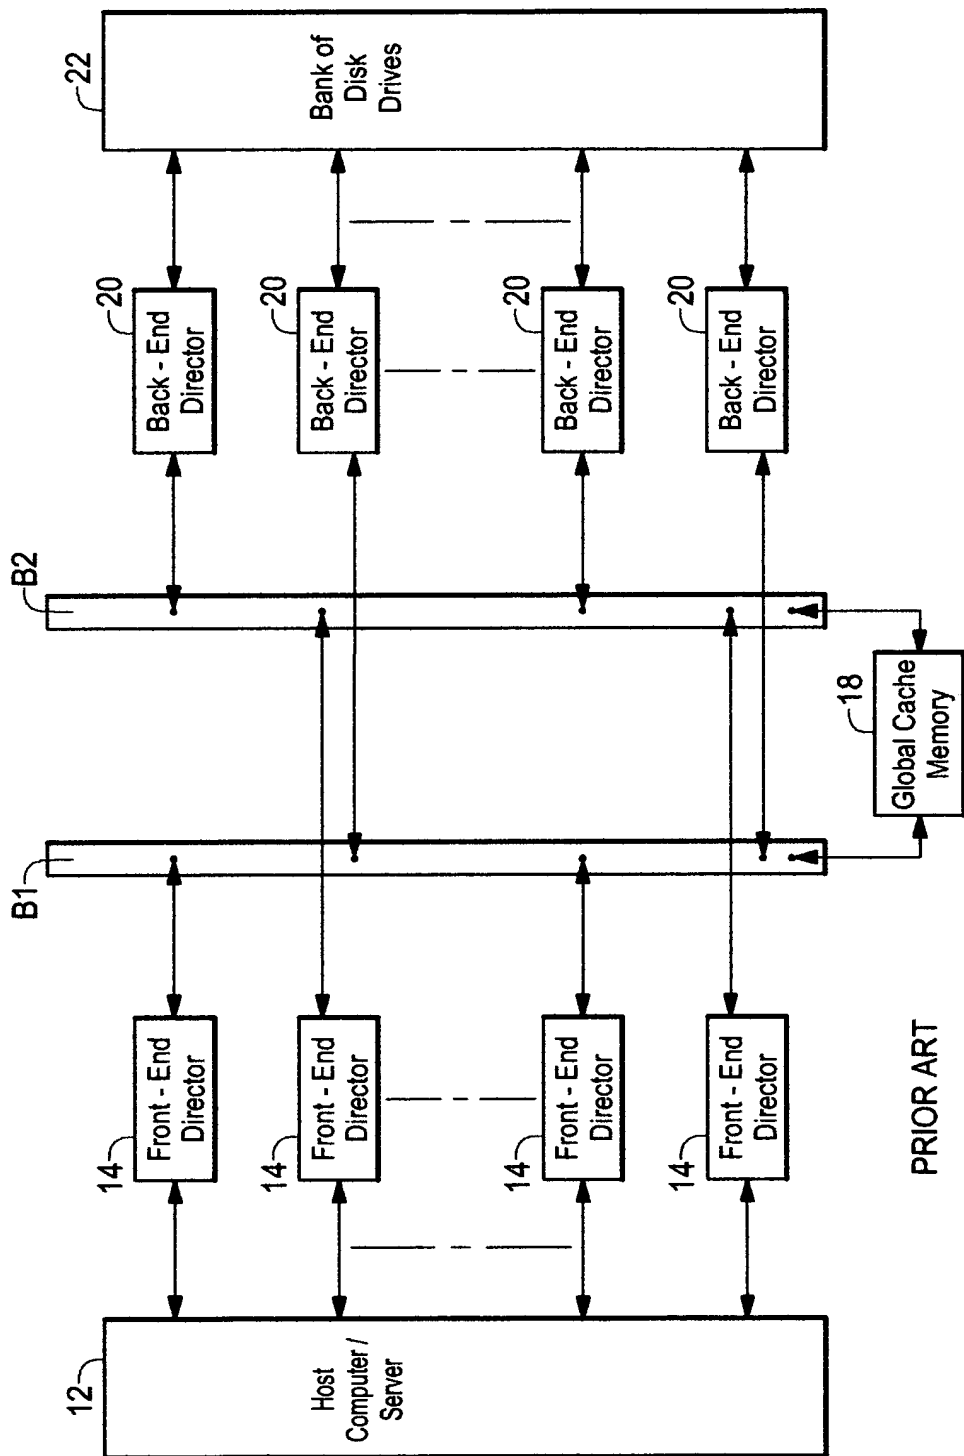 12
Host
Computer /
Server
14
Front - End
Director
14
Front - End
Director
14
Front - End
Director
14
Front - End
Director
B1
B2
18
Global Cache
Memory
20
Back - End
Director
20
Back - End
Director
20
Back - End
Director
20
Back - End
Director
22
Bank of
Disk
Drives
PRIOR ART